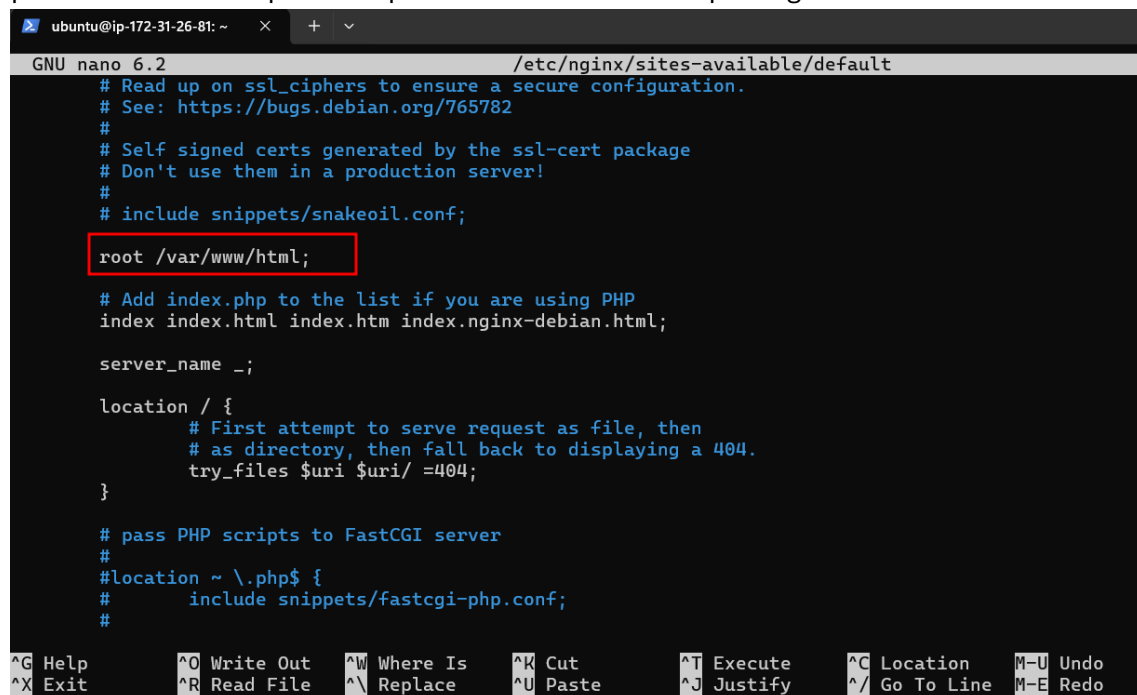 ubuntu@ip-172-31-26-81: ~
GNU nano 6.2 /etc/nginx/sites-available/default
# Read up on ssl_ciphers to ensure a secure configuration.
# See: https://bugs.debian.org/765782
#
# Self signed certs generated by the ssl-cert package
# Don't use them in a production server!
#
# include snippets/snakeoil.conf;
root /var/www/html;
# Add index.php to the list if you are using PHP
index index.html index.htm index.nginx-debian.html;
server_name _;
location / {
# First attempt to serve request as file, then
# as directory, then fall back to displaying a 404.
try_files $uri $uri/ =404;
}
# pass PHP scripts to FastCGI server
#
#location ~ \.php$ {
# include snippets/fastcgi-php.conf;
#
^G Help ^O Write Out ^W Where Is ^K Cut ^T Execute ^C Location M-U Undo
^X Exit ^R Read File ^\ Replace ^U Paste ^J Justify ^/ Go To Line M-E Redo